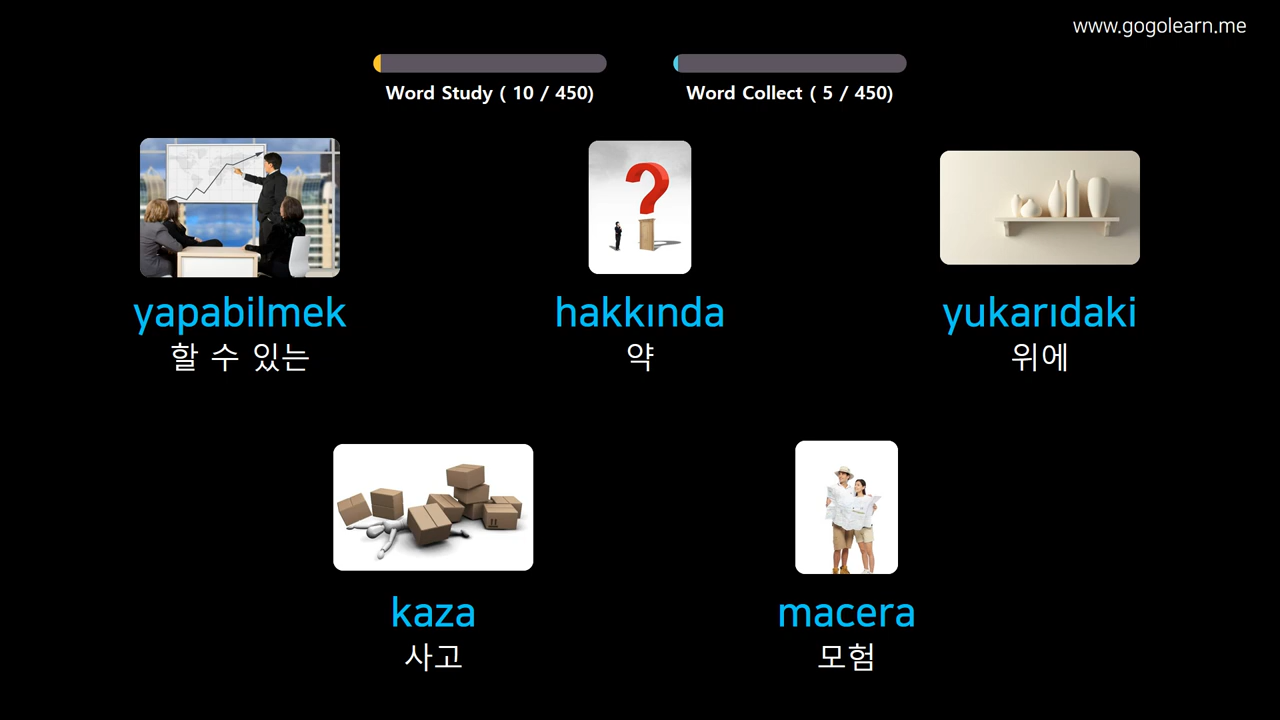 www.gogolearn.me
Word Study ( 10 / 450)
Word Collect ( 5 / 450)
yapabilmek
할 수 있는
hakkında
약
yukarıdaki
위에
kaza
사고
macera
모험